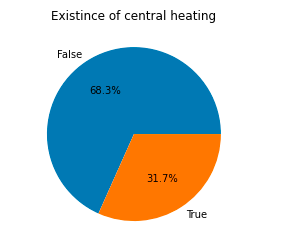 Existince of central heating
False
68.3%
31.7%
True